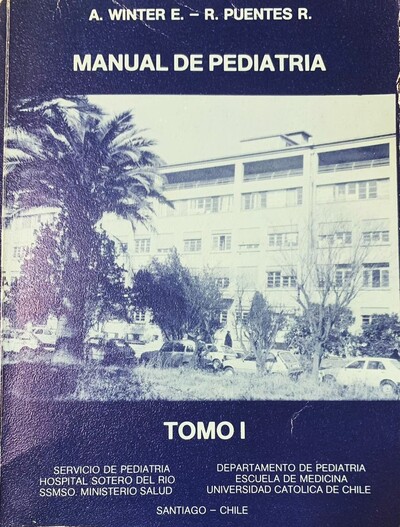 A. WINTER E. – R. PUENTES R.
MANUAL DE PEDIATRIA
TOMO I
SERVICIO DE PEDIATRIA
HOSPITAL SOTERO DEL RIO
SSMSO. MINISTERIO SALUD
DEPARTAMENTO DE PEDIATRIA
ESCUELA DE MEDICINA
UNIVERSIDAD CATOLICA DE CHILE
SANTIAGO – CHILE